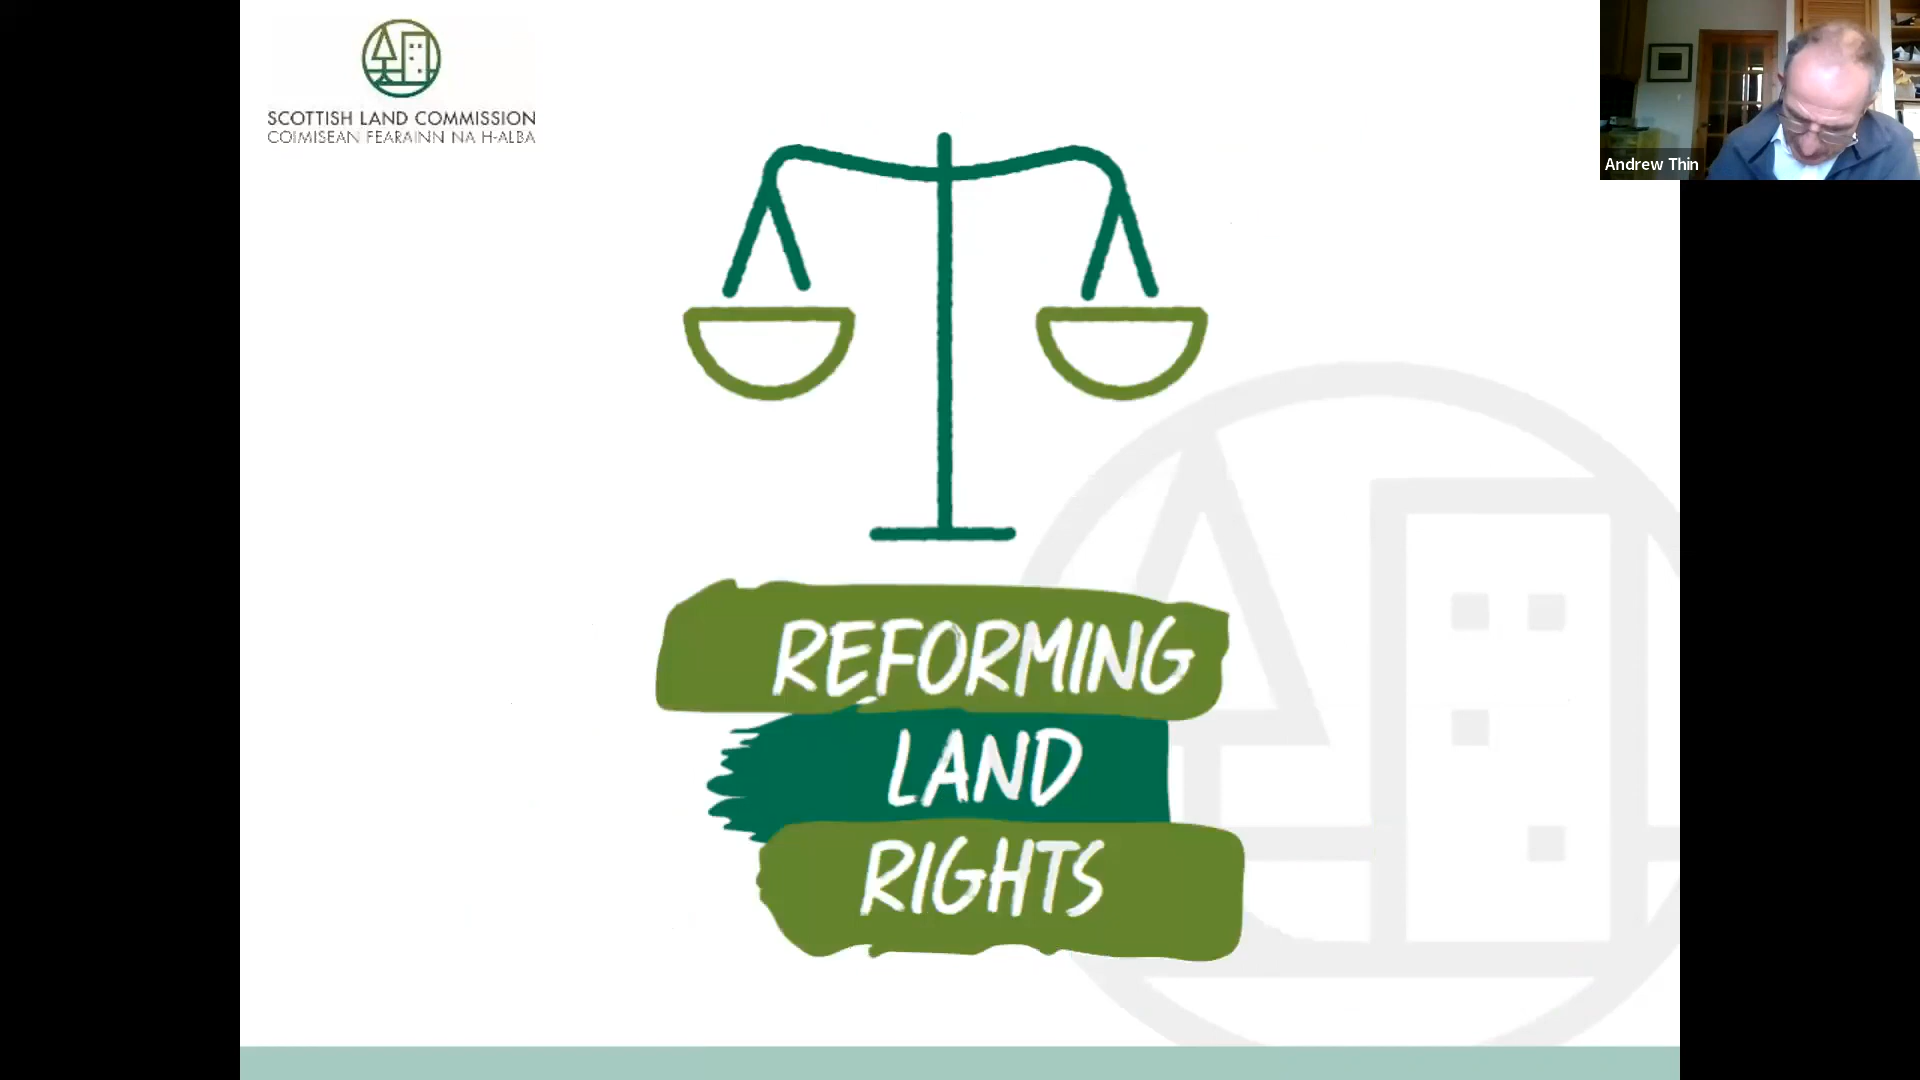 SCOTTISH LAND COMMISSION
COIMISEAN FEARAINN NA H-ALBA
Andrew Thin
REFORMING
LAND
RIGHTS